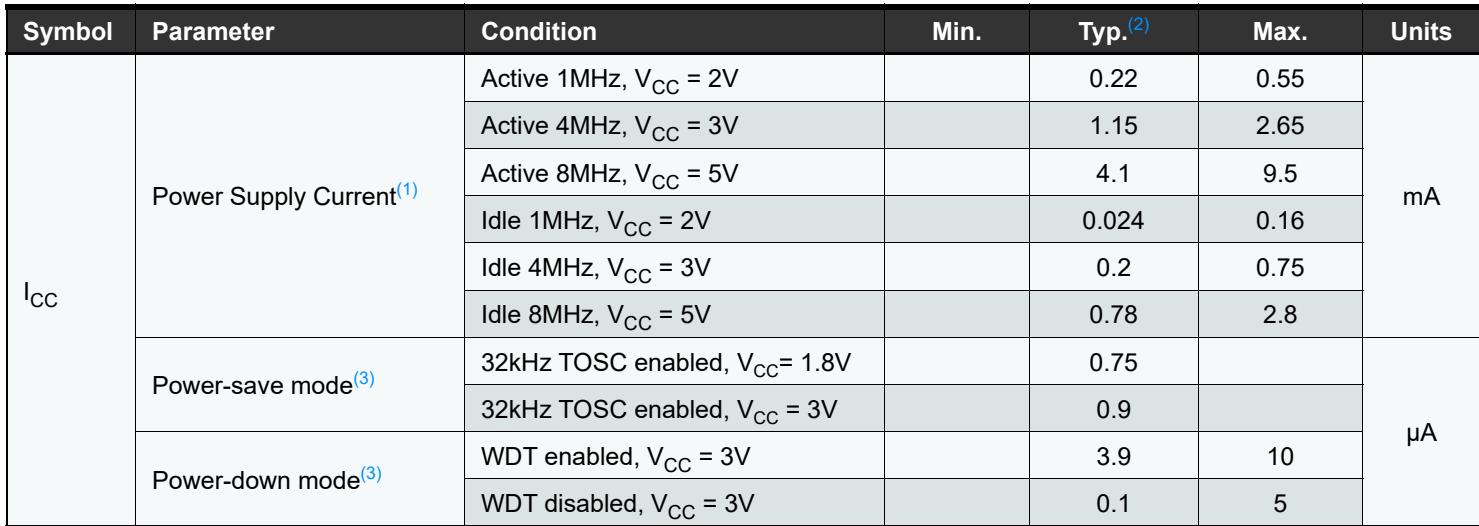 Symbol Parameter Condition Min. Typ.(2) Max. Units
Active 1MHz, VCC = 2V 0.22 0.55
Active 4MHz, VCC = 3V 1.15 2.65
Active 8MHz, VCC = 5V 4.1 9.5
Power Supply Current(1) mA
Idle 1MHz, VCC = 2V 0.024 0.16
Idle 4MHz, VCC = 3V 0.2 0.75
ICC
Idle 8MHz, VCC = 5V 0.78 2.8
32kHz TOSC enabled, VCC= 1.8V 0.75
Power-save mode(3)
32kHz TOSC enabled, VCC = 3V 0.9
µA
WDT enabled, VCC = 3V 3.9 10
Power-down mode(3)
WDT disabled, VCC = 3V 0.1 5